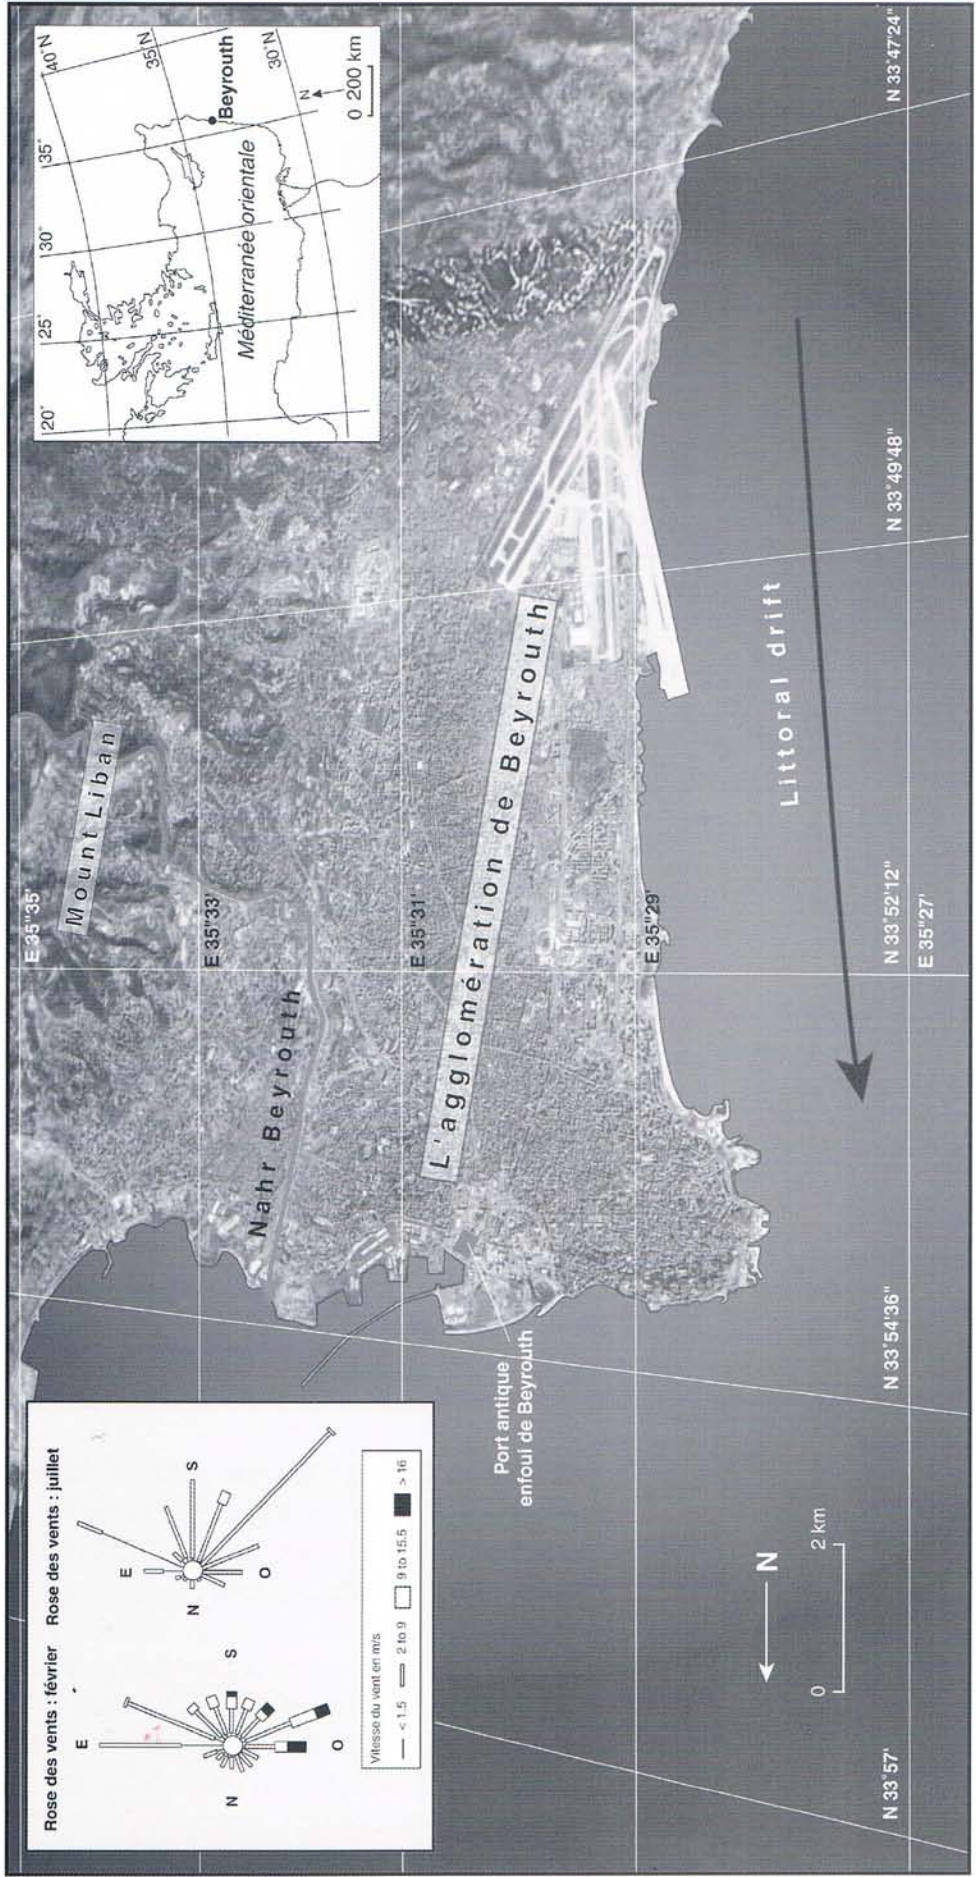 Rose des vents : février
Rose des vents : juillet
E
N
S
O
E
N
S
O
Vitesse du vent en m/s
< 1.5
2 to 9
9 to 15.5
> 16
20°
25°
30°
35°
40°N
35°N
30°N
Beyrouth
Méditerranée orientale
N
0 200 km
E 35"35'
Mount Liban
E 35"33'
Nahr Beyrouth
E 35"31'
L'agglomération de Beyrouth
E 35"29'
Port antique
enfoui de Beyrouth
Littoral drift
N
0 2 km
N 33°57'
N 33°54'36"
N 33°52'12"
E 35"27'
N 33°49'48"
N 33°47'24"